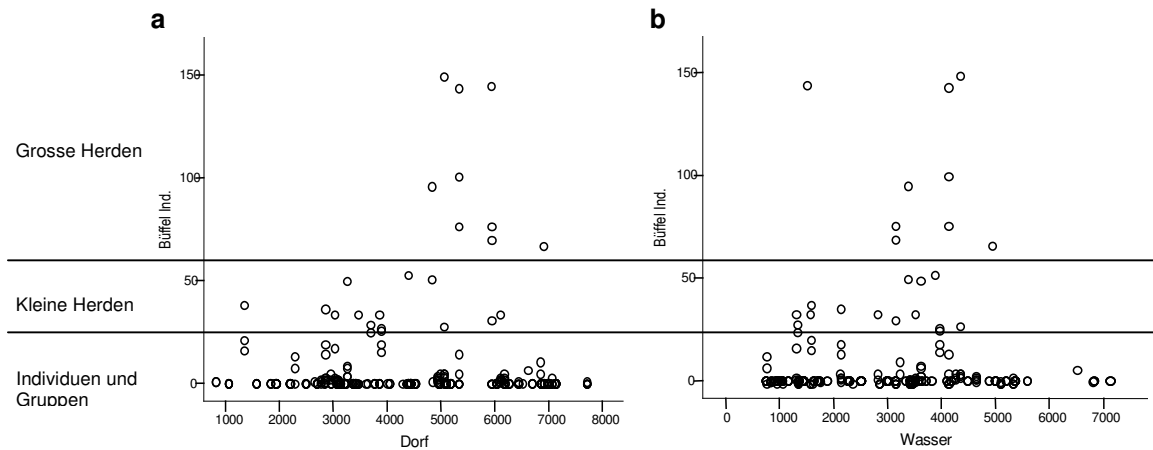 a
b
Grosse Herden
Kleine Herden
Individuen und
Gruppen
Büffel Ind.
150
100
50
0
1000 2000 3000 4000 5000 6000 7000 8000
Dorf
Büffel Ind.
150
100
50
0
0 1000 2000 3000 4000 5000 6000 7000
Wasser